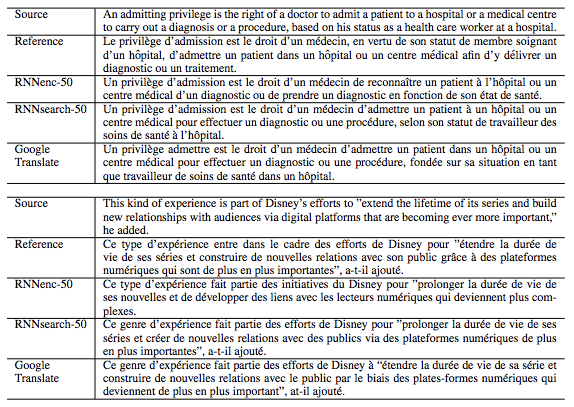 Source An admitting privilege is the right of a doctor to admit a patient to a hospital or a medical centre
to carry out a diagnosis or a procedure, based on his status as a health care worker at a hospital.
Reference Le privilège d'admission est le droit d'un médecin, en vertu de son statut de membre soignant
d'un hôpital, d'admettre un patient dans un hôpital ou un centre médical afin d'y délivrer un
diagnostic ou un traitement.
RNNenc-50 Un privilège d'admission est le droit d'un médecin de reconnaître un patient à l'hôpital ou un
centre médical d'un diagnostic ou de prendre un diagnostic en fonction de son état de santé.
RNNsearch-50 Un privilège d'admission est le droit d'un médecin d'admettre un patient à un hôpital ou un
centre médical pour effectuer un diagnostic ou une procédure, selon son statut de travailleur des
soins de santé à l'hôpital.
Google Un privilège admettre est le droit d'un médecin d'admettre un patient dans un hôpital ou un
Translate centre médical pour effectuer un diagnostic ou une procédure, fondée sur sa situation en tant
que travailleur de soins de santé dans un hôpital.
Source This kind of experience is part of Disney's efforts to "extend the lifetime of its series and build
new relationships with audiences via digital platforms that are becoming ever more important,"
he added.
Reference Ce type d'expérience entre dans le cadre des efforts de Disney pour "étendre la durée de
vie de ses séries et construire de nouvelles relations avec son public grâce à des plateformes
numériques qui sont de plus en plus importantes", a-t-il ajouté.
RNNenc-50 Ce type d'expérience fait partie des initiatives du Disney pour "prolonger la durée de vie de
ses nouvelles et de développer des liens avec les lecteurs numériques qui deviennent plus com-
plexes.
RNNsearch-50 Ce genre d'expérience fait partie des efforts de Disney pour "prolonger la durée de vie de ses
séries et créer de nouvelles relations avec des publics via des plateformes numériques de plus
en plus importantes", a-t-il ajouté.
Google Ce genre d'expérience fait partie des efforts de Disney à "étendre la durée de vie de sa série et
Translate construire de nouvelles relations avec le public par le biais des plates-formes numériques qui
deviennent de plus en plus important", at-il ajouté.